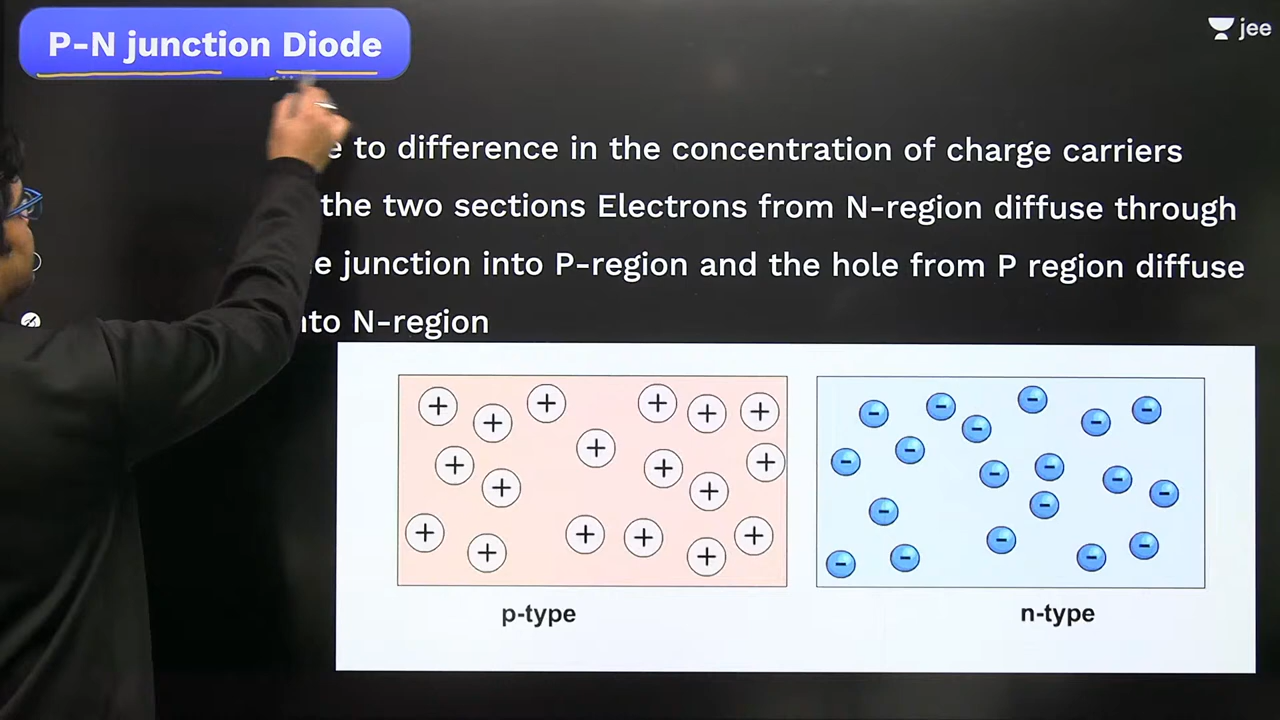 P-N junction Diode
jee
e to difference in the concentration of charge carriers
the two sections Electrons from N-region diffuse through
e junction into P-region and the hole from P region diffuse
nto N-region
p-type
n-type